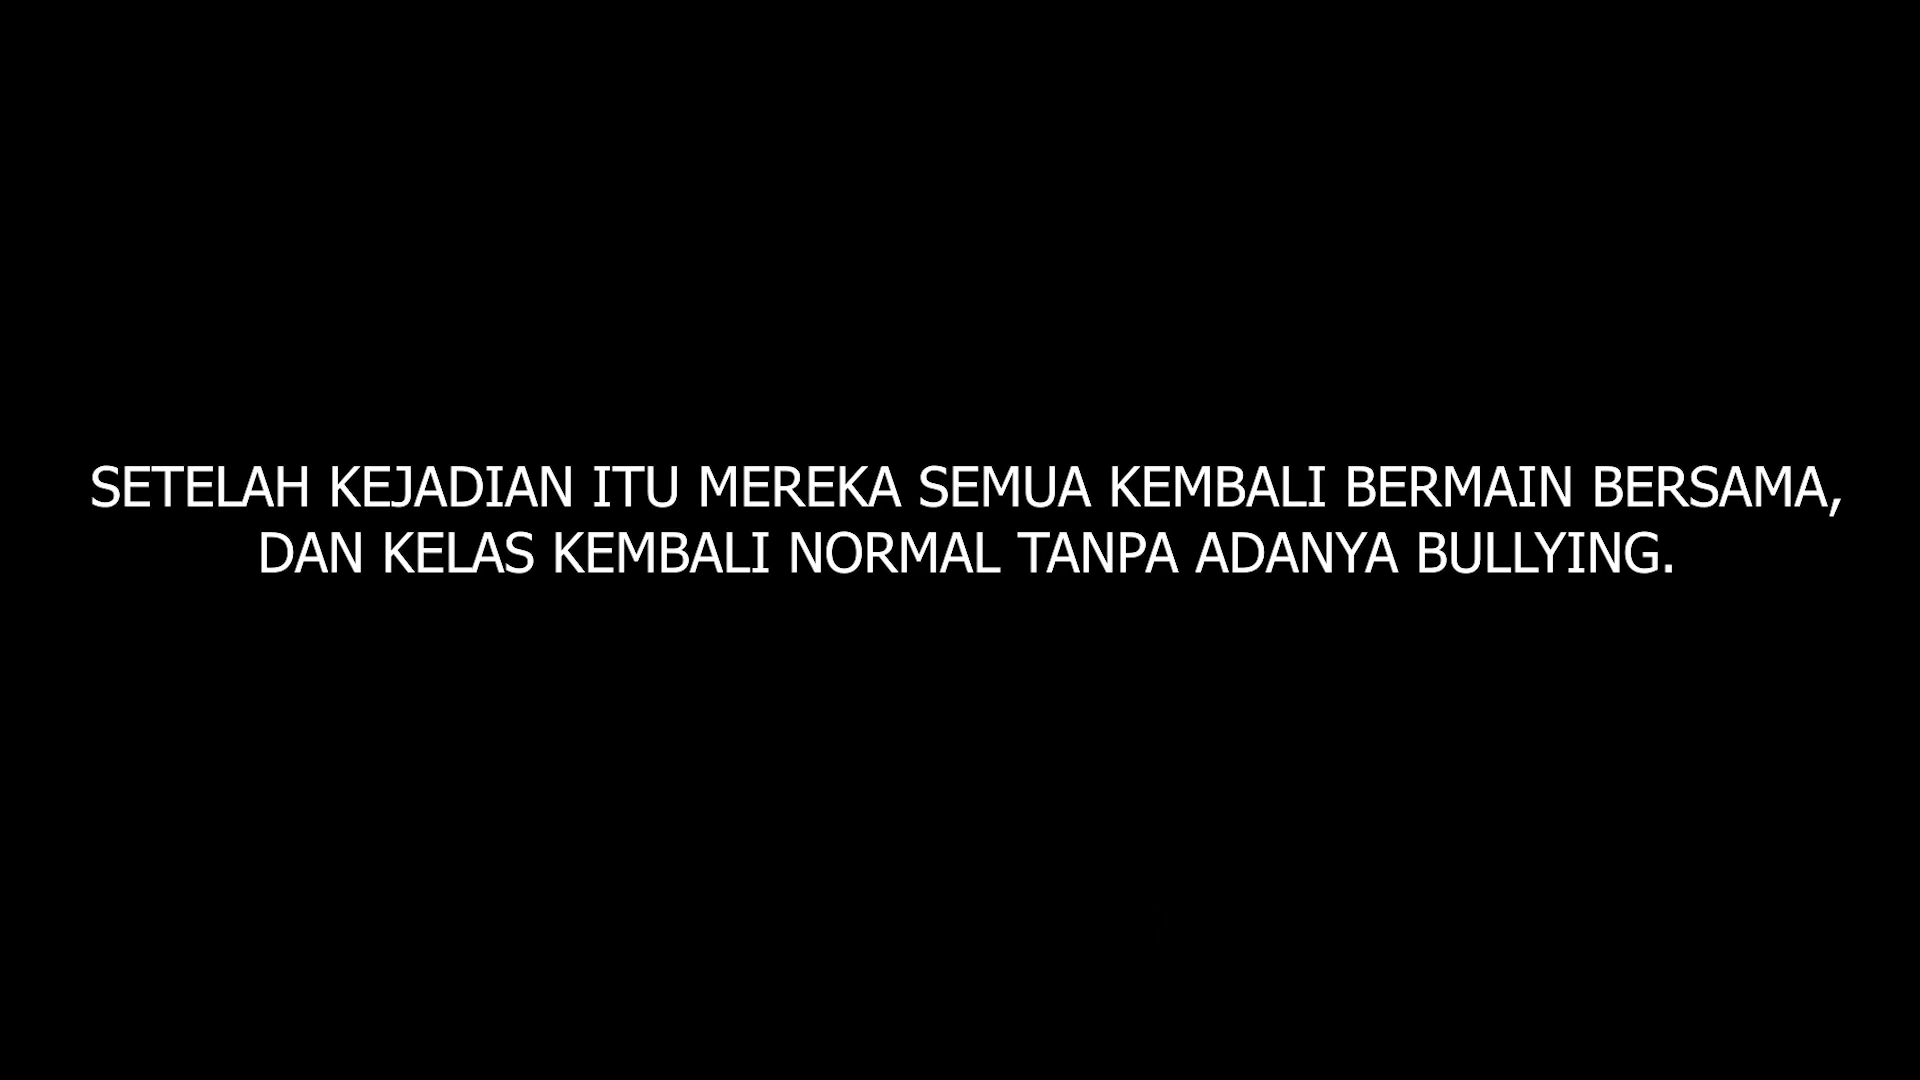 SETELAH KEJADIAN ITU MEREKA SEMUA KEMBALI BERMAIN BERSAMA,
DAN KELAS KEMBALI NORMAL TANPA ADANYA BULLYING.